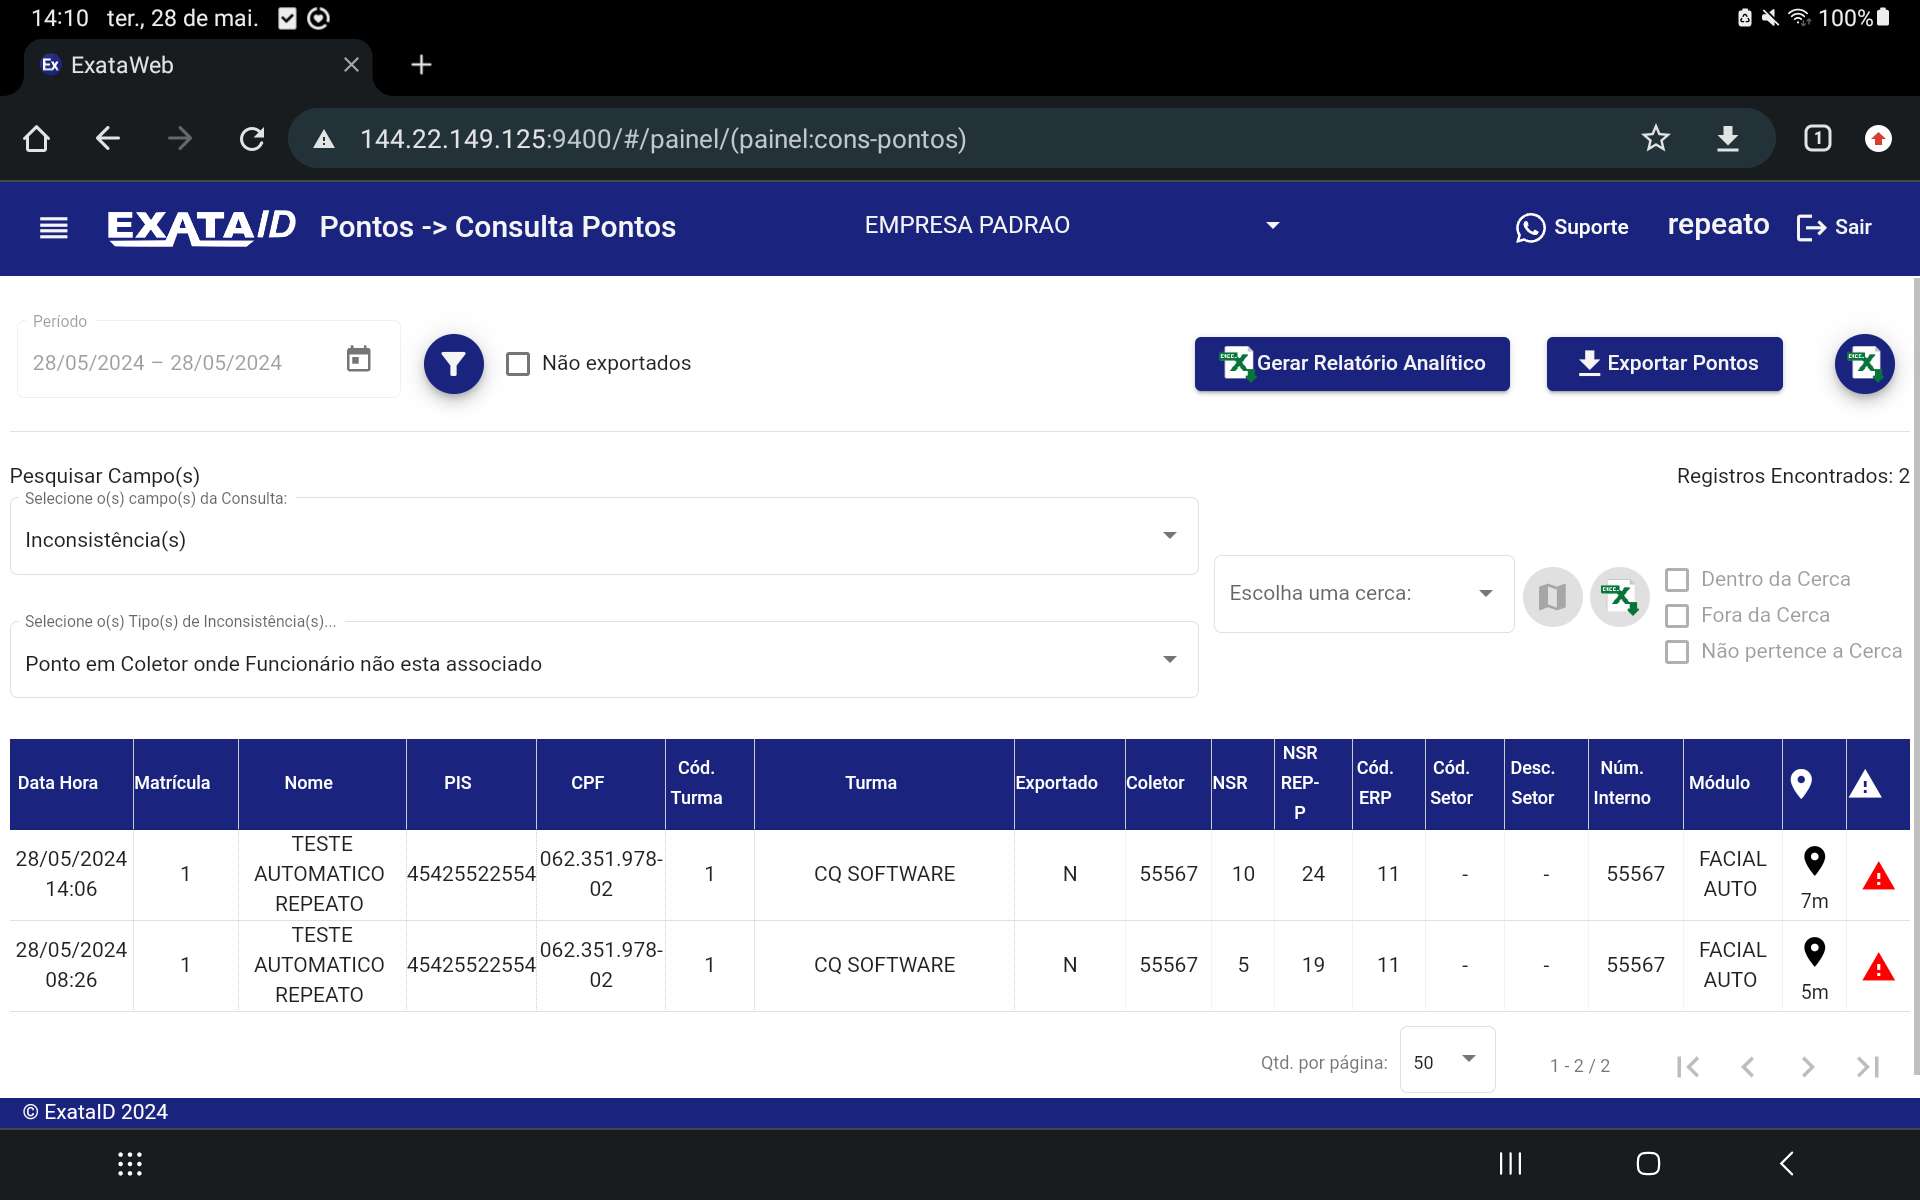 14:10 ter., 28 de mai. 100%
Ex ExataWeb
144.22.149.125:9400/#/painel/(painel:cons-pontos) 1
EXATAID Pontos -> Consulta Pontos EMPRESA PADRAO Suporte repeato Sair
Período
28/05/2024 – 28/05/2024 Não exportados Gerar Relatório Analítico Exportar Pontos
Pesquisar Campo(s) Registros Encontrados: 2
Selecione o(s) campo(s) da Consulta:
Inconsistência(s)
Escolha uma cerca:
Dentro da Cerca
Fora da Cerca
Não pertence a Cerca
Selecione o(s) Tipo(s) de Inconsistência(s)...
Ponto em Coletor onde Funcionário não esta associado
Data Hora Matrícula Nome PIS CPF Cód. Turma Turma Exportado Coletor NSR NSR REP-P Cód. ERP Cód. Setor Desc. Setor Núm. Interno Módulo
28/05/2024 14:06 1 TESTE AUTOMATICO REPEATO 45425522554 062.351.978-02 1 CQ SOFTWARE N 55567 10 24 11 - - 55567 FACIAL AUTO 7m
28/05/2024 08:26 1 TESTE AUTOMATICO REPEATO 45425522554 062.351.978-02 1 CQ SOFTWARE N 55567 5 19 11 - - 55567 FACIAL AUTO 5m
Qtd. por página: 50 1 - 2 / 2
© ExataID 2024